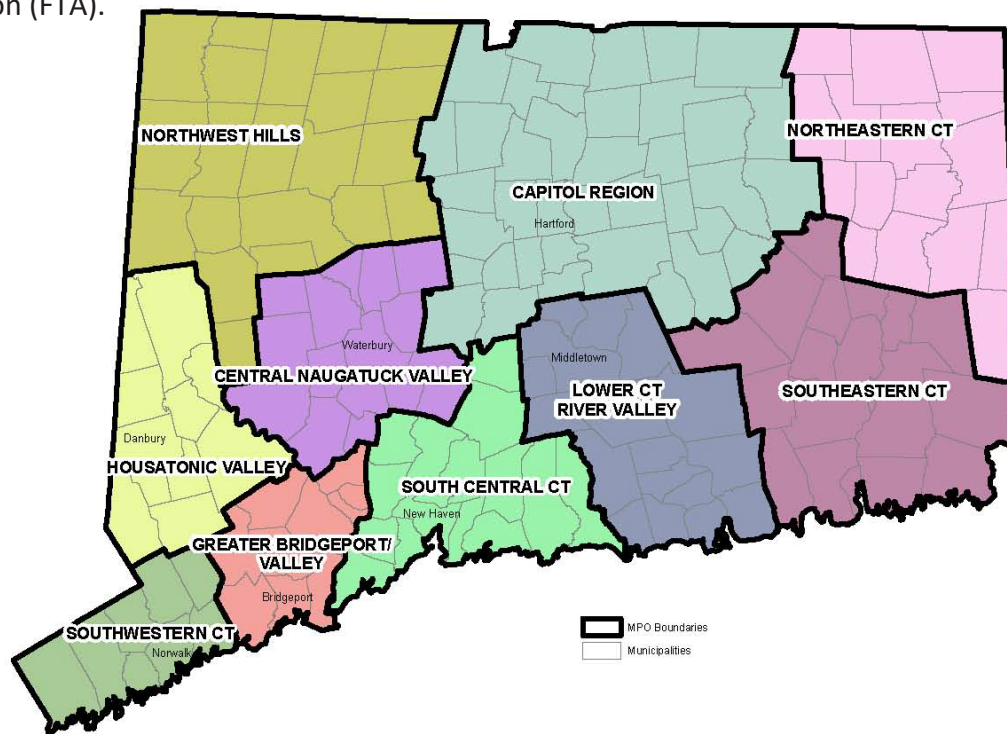 on (FTA).
NORTHWEST HILLS
NORTHEASTERN CT
CAPITOL REGION
Hartford
Waterbury
CENTRAL NAUGATUCK VALLEY
Middletown
LOWER CT
RIVER VALLEY
SOUTHEASTERN CT
Danbury
HOUSATONIC VALLEY
SOUTH CENTRAL CT
New Haven
GREATER BRIDGEPORT/
VALLEY
Bridgeport
SOUTHWESTERN CT
Norwalk
MPO Boundaries
Municipalities